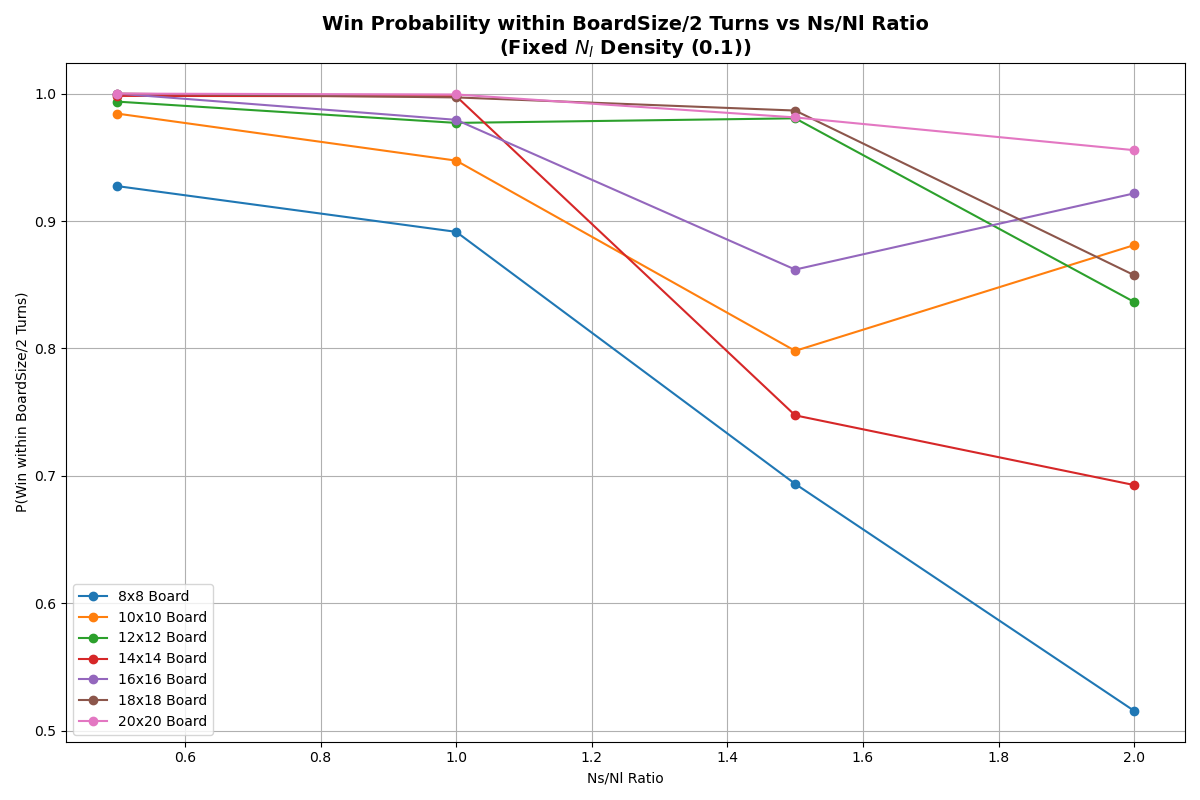 Win Probability within BoardSize/2 Turns vs Ns/Nl Ratio
(Fixed $N_l$ Density (0.1))
P(Win within BoardSize/2 Turns)
1.0
0.9
0.8
0.7
0.6
0.5
8x8 Board
10x10 Board
12x12 Board
14x14 Board
16x16 Board
18x18 Board
20x20 Board
0.6 0.8 1.0 1.2 1.4 1.6 1.8 2.0
Ns/Nl Ratio